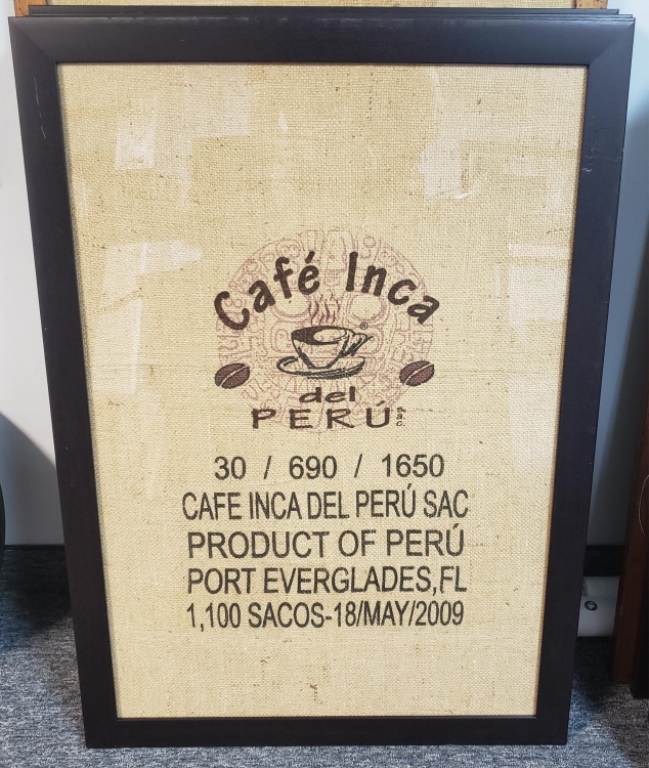 Café Inca
del
PERÚ S.A.C.
30 / 690 / 1650
CAFE INCA DEL PERÚ SAC
PRODUCT OF PERÚ
PORT EVERGLADES,FL
1,100 SACOS-18/MAY/2009